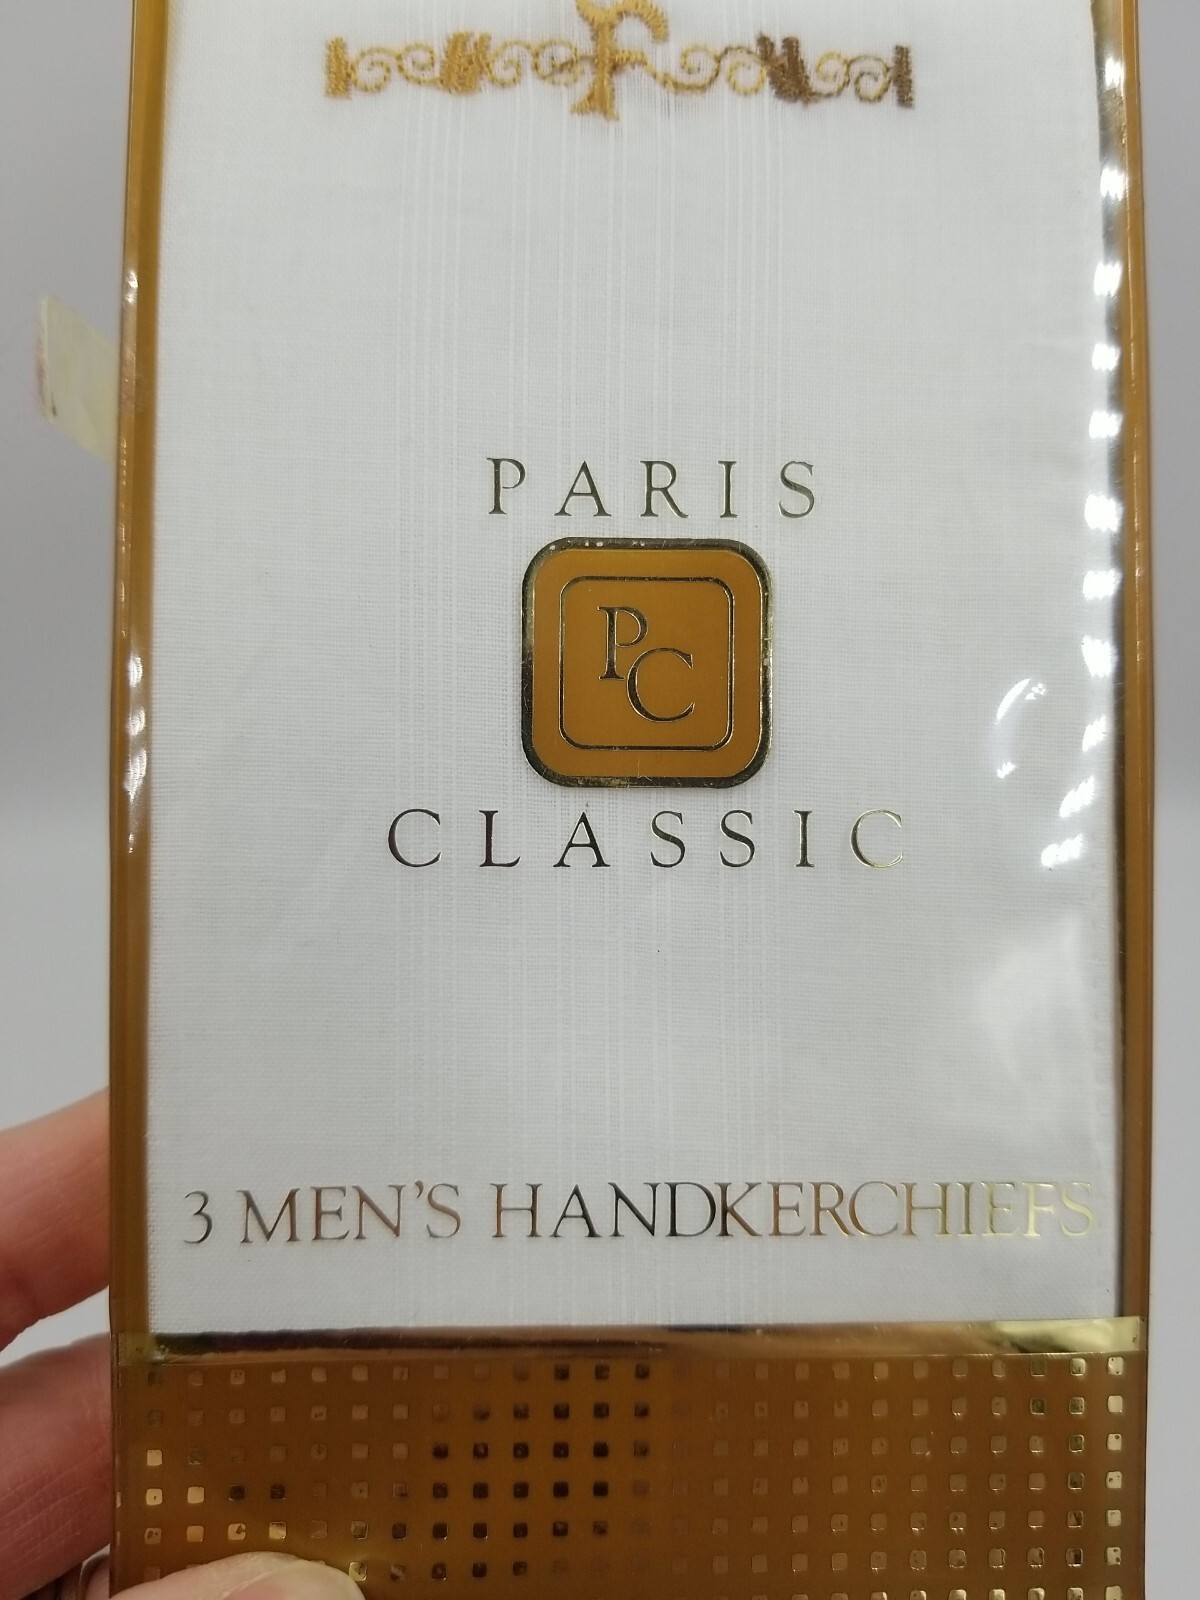 PARIS
PC
CLASSIC
3 MEN'S HANDKERCHIEFS